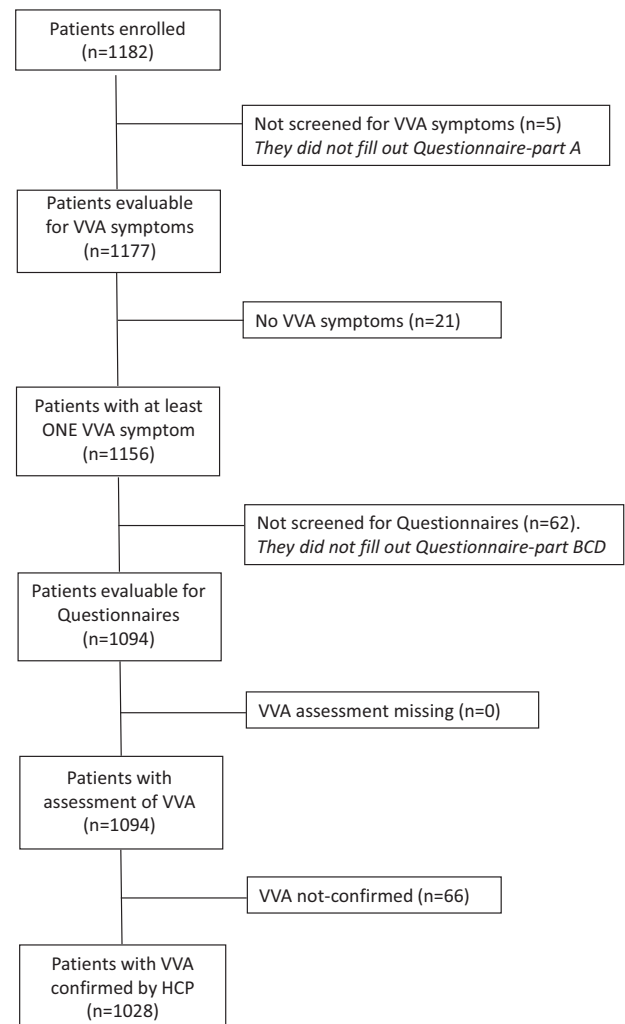 Patients enrolled
(n=1182)
Not screened for VVA symptoms (n=5)
They did not fill out Questionnaire-part A
Patients evaluable
for VVA symptoms
(n=1177)
No VVA symptoms (n=21)
Patients with at least
ONE VVA symptom
(n=1156)
Not screened for Questionnaires (n=62).
They did not fill out Questionnaire-part BCD
Patients evaluable for
Questionnaires
(n=1094)
VVA assessment missing (n=0)
Patients with
assessment of VVA
(n=1094)
VVA not-confirmed (n=66)
Patients with VVA
confirmed by HCP
(n=1028)